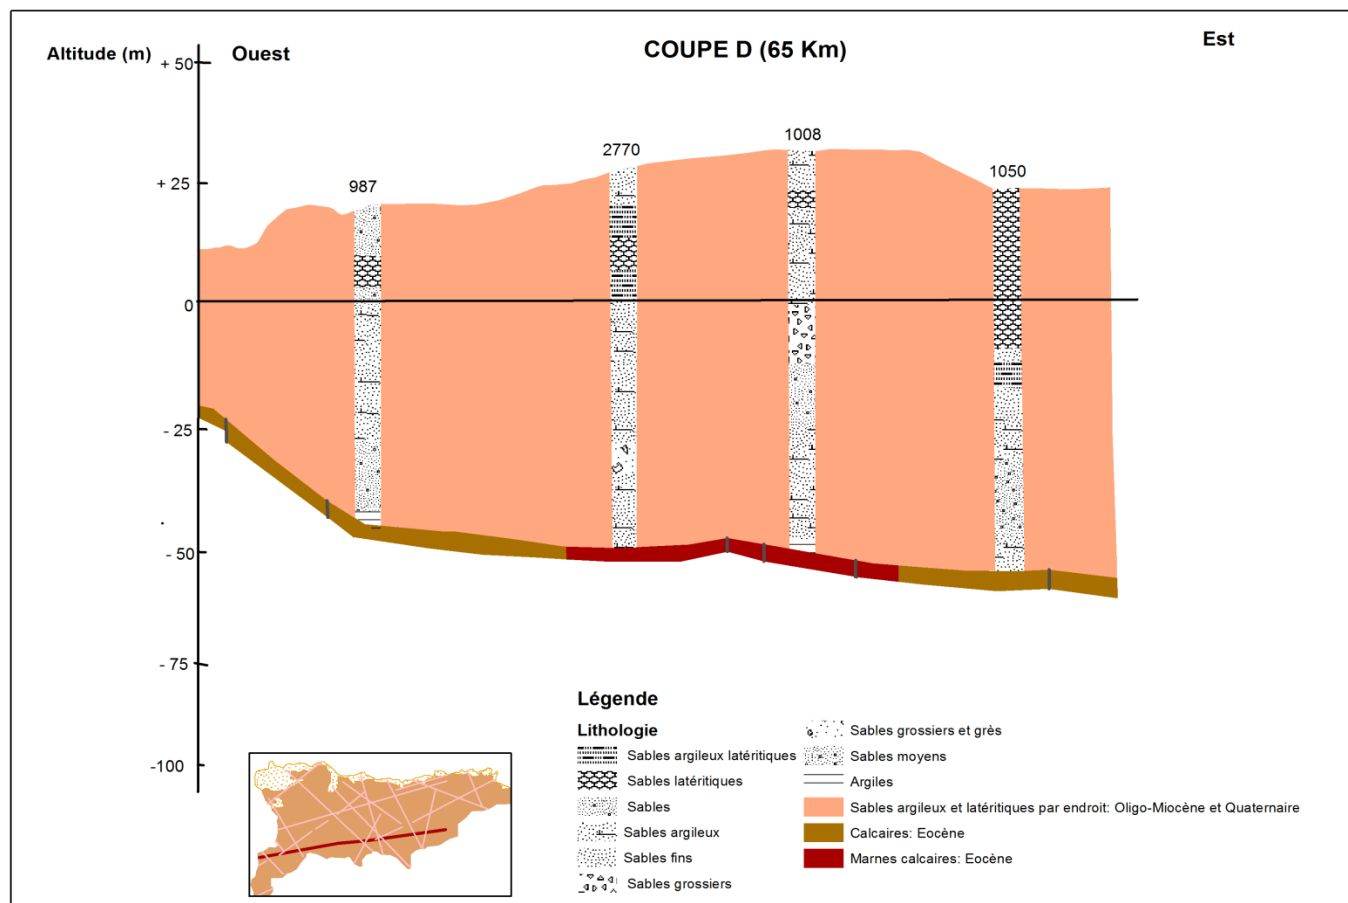 COUPE D (65 Km)
Altitude (m)
Ouest
Est
+ 50
+ 25
0
- 25
- 50
- 75
-100
987
2770
1008
1050
Légende
Lithologie
Sables argileux latéritiques
Sables latéritiques
Sables
Sables argileux
Sables fins
Sables grossiers
Sables grossiers et grès
Sables moyens
Argiles
Sables argileux et latéritiques par endroit: Oligo-Miocène et Quaternaire
Calcaires: Eocène
Marnes calcaires: Eocène